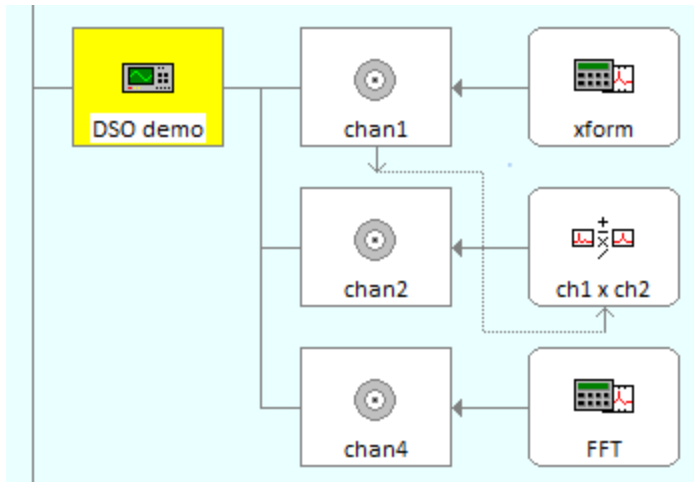 DSO demo
chan1
xform
chan2
ch1 x ch2
chan4
FFT